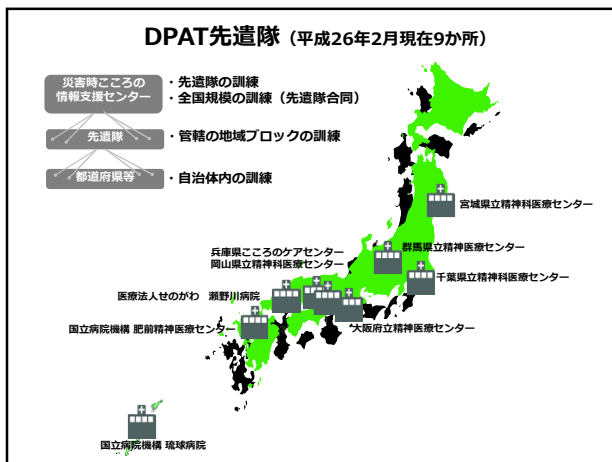 DPAT先遣隊（平成26年2月現在9か所）
災害時こころの
情報支援センター
・先遣隊の訓練
・全国規模の訓練（先遣隊合同）
先遣隊
・管轄の地域ブロックの訓練
都道府県等
・自治体内の訓練
宮城県立精神科医療センター
群馬県立精神医療センター
兵庫県こころのケアセンター
岡山県立精神科医療センター
千葉県立精神科医療センター
医療法人せのがわ　瀬野川病院
国立病院機構 肥前精神医療センター
大阪府立精神医療センター
国立病院機構 琉球病院